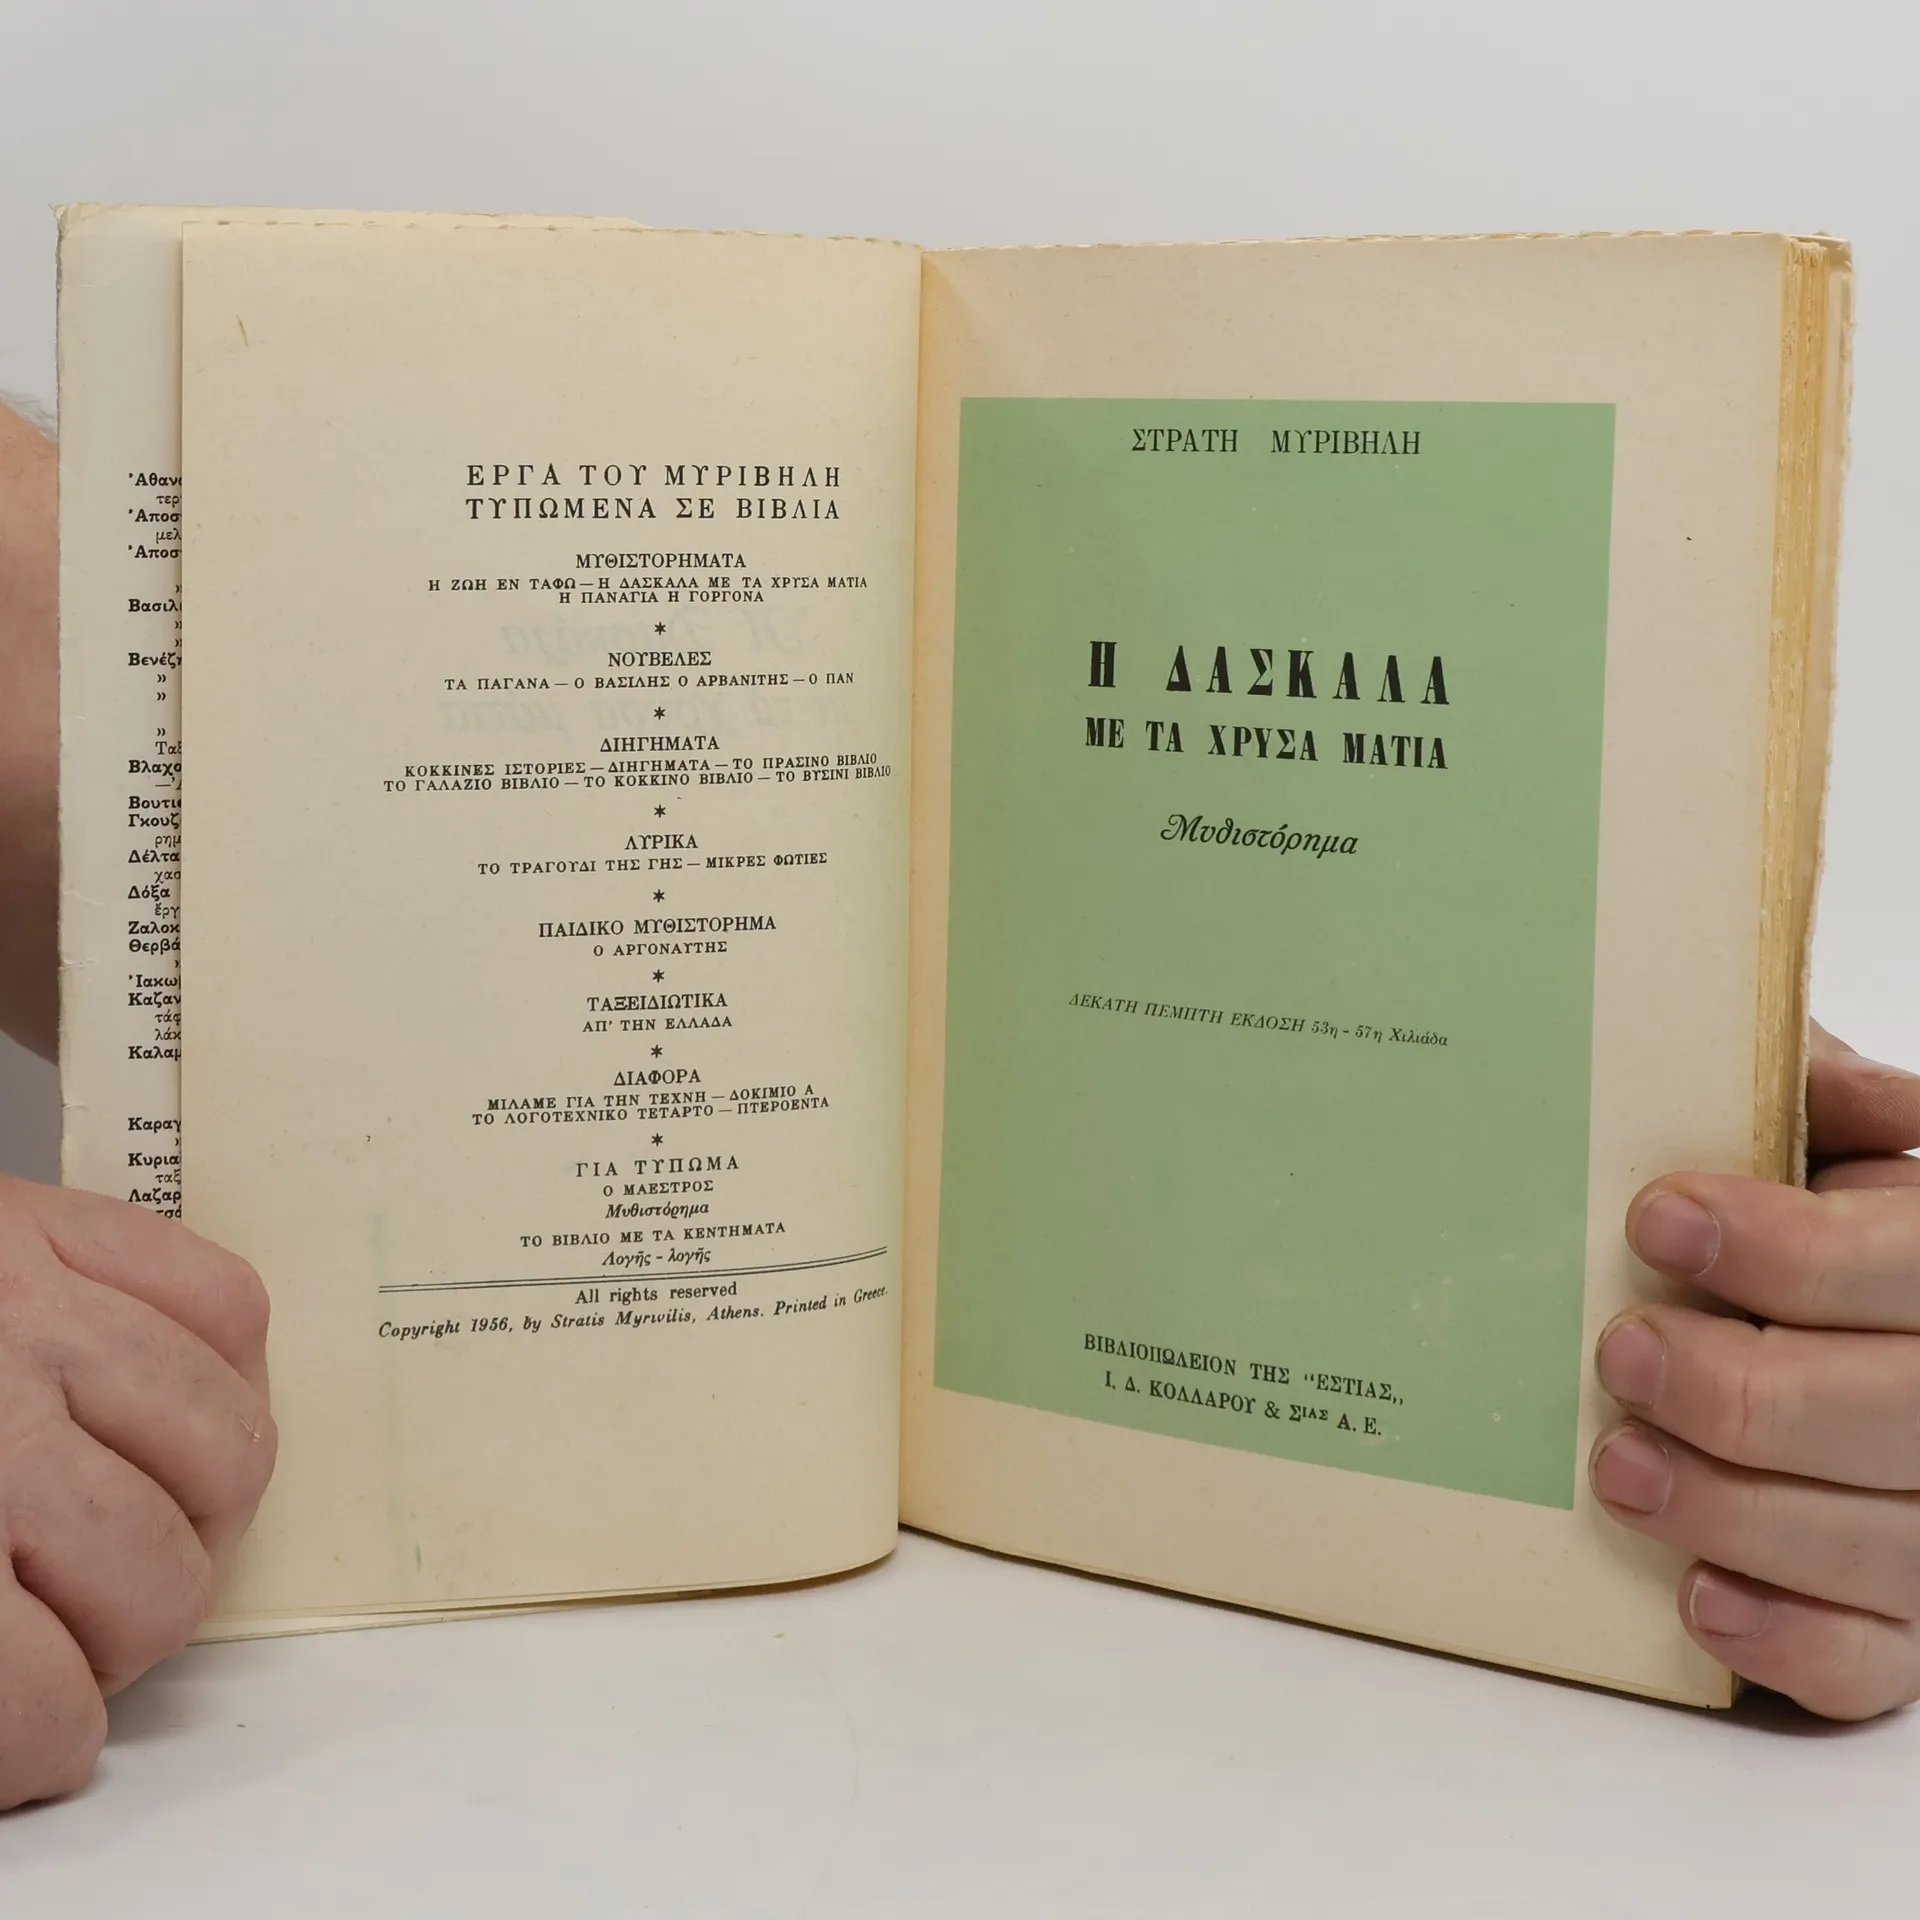 ΕΡΓΑ ΤΟΥ ΜΥΡΙΒΗΛΗ
ΤΥΠΩΜΕΝΑ ΣΕ ΒΙΒΛΙΑ
ΜΥΘΙΣΤΟΡΗΜΑΤΑ
Η ΖΩΗ ΕΝ ΤΑΦΩ — Η ΔΑΣΚΑΛΑ ΜΕ ΤΑ ΧΡΥΣΑ ΜΑΤΙΑ
Η ΠΑΝΑΓΙΑ Η ΓΟΡΓΟΝΑ
*
ΝΟΥΒΕΛΕΣ
ΤΑ ΠΑΓΑΝΑ — Ο ΒΑΣΙΛΗΣ Ο ΑΡΒΑΝΙΤΗΣ — Ο ΠΑΝ
*
ΔΙΗΓΗΜΑΤΑ
ΚΟΚΚΙΝΕΣ ΙΣΤΟΡΙΕΣ — ΔΙΗΓΗΜΑΤΑ — ΤΟ ΠΡΑΣΙΝΟ ΒΙΒΛΙΟ
ΤΟ ΓΑΛΑΖΙΟ ΒΙΒΛΙΟ — ΤΟ ΚΟΚΚΙΝΟ ΒΙΒΛΙΟ — ΤΟ ΒΥΣΙΝΙ ΒΙΒΛΙΟ
*
ΛΥΡΙΚΑ
ΤΟ ΤΡΑΓΟΥΔΙ ΤΗΣ ΓΗΣ — ΜΙΚΡΕΣ ΦΩΤΙΕΣ
*
ΠΑΙΔΙΚΟ ΜΥΘΙΣΤΟΡΗΜΑ
Ο ΑΡΓΟΝΑΥΤΗΣ
*
ΤΑΞΕΙΔΙΩΤΙΚΑ
ΑΠ' ΤΗΝ ΕΛΛΑΔΑ
*
ΔΙΑΦΟΡΑ
ΜΙΛΑΜΕ ΓΙΑ ΤΗΝ ΤΕΧΝΗ — ΔΟΚΙΜΙΟ Α
ΤΟ ΛΟΓΟΤΕΧΝΙΚΟ ΤΕΤΑΡΤΟ — ΠΤΕΡΟΕΝΤΑ
*
ΓΙΑ ΤΥΠΩΜΑ
Ο ΜΑΕΣΤΡΟΣ
Μυθιστόρημα
ΤΟ ΒΙΒΛΙΟ ΜΕ ΤΑ ΚΕΝΤΗΜΑΤΑ
Λογῆς - λογῆς
All rights reserved
Copyright 1956, by Stratis Myrivilis, Athens. Printed in Greece.
ΣΤΡΑΤΗ ΜΥΡΙΒΗΛΗ
Η ΔΑΣΚΑΛΑ
ΜΕ ΤΑ ΧΡΥΣΑ ΜΑΤΙΑ
Μυθιστόρημα
ΔΕΚΑΤΗ ΠΕΜΠΤΗ ΕΚΔΟΣΗ 53η - 57η Χιλιάδα
ΒΙΒΛΙΟΠΩΛΕΙΟΝ ΤΗΣ "ΕΣΤΙΑΣ,,
Ι. Δ. ΚΟΛΛΑΡΟΥ & ΣΙΑΣ Α. Ε.